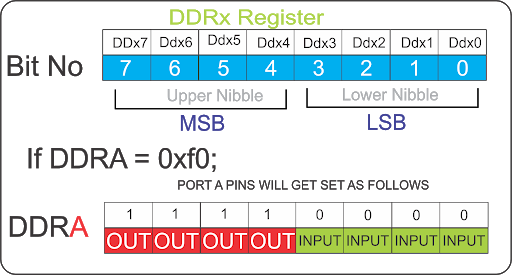 DDRx Register
Ddx7 Ddx6 Ddx5 Ddx4 Ddx3 Ddx2 Ddx1 Ddx0
Bit No 7 6 5 4 3 2 1 0
Upper Nibble Lower Nibble
MSB LSB
If DDRA = 0xf0;
PORT A PINS WILL GET SET AS FOLLOWS
1 1 1 1 0 0 0 0
DDRA OUT OUT OUT OUT INPUT INPUT INPUT INPUT